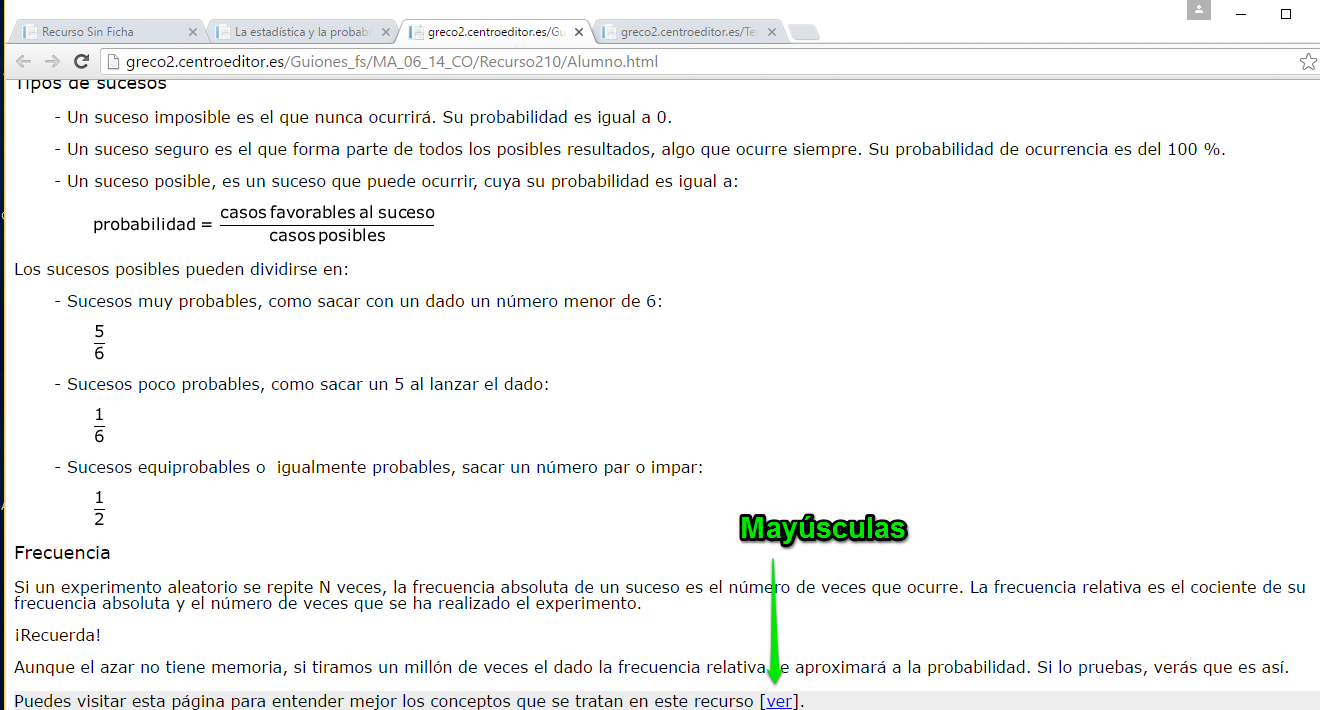 Recurso Sin Ficha
La estadística y la probabi
greco2.centroeditor.es/Gu
greco2.centroeditor.es/Te
greco2.centroeditor.es/Guiones_fs/MA_06_14_CO/Recurso210/Alumno.html
Tipos de sucesos
- Un suceso imposible es el que nunca ocurrirá. Su probabilidad es igual a 0.
- Un suceso seguro es el que forma parte de todos los posibles resultados, algo que ocurre siempre. Su probabilidad de ocurrencia es del 100 %.
- Un suceso posible, es un suceso que puede ocurrir, cuya su probabilidad es igual a:
casos favorables al suceso
probabilidad =
casos posibles
Los sucesos posibles pueden dividirse en:
- Sucesos muy probables, como sacar con un dado un número menor de 6:
5
6
- Sucesos poco probables, como sacar un 5 al lanzar el dado:
1
6
- Sucesos equiprobables o igualmente probables, sacar un número par o impar:
1
2
Mayúsculas
Frecuencia
Si un experimento aleatorio se repite N veces, la frecuencia absoluta de un suceso es el número de veces que ocurre. La frecuencia relativa es el cociente de su
frecuencia absoluta y el número de veces que se ha realizado el experimento.
¡Recuerda!
Aunque el azar no tiene memoria, si tiramos un millón de veces el dado la frecuencia relativa se aproximará a la probabilidad. Si lo pruebas, verás que es así.
Puedes visitar esta página para entender mejor los conceptos que se tratan en este recurso [ver].